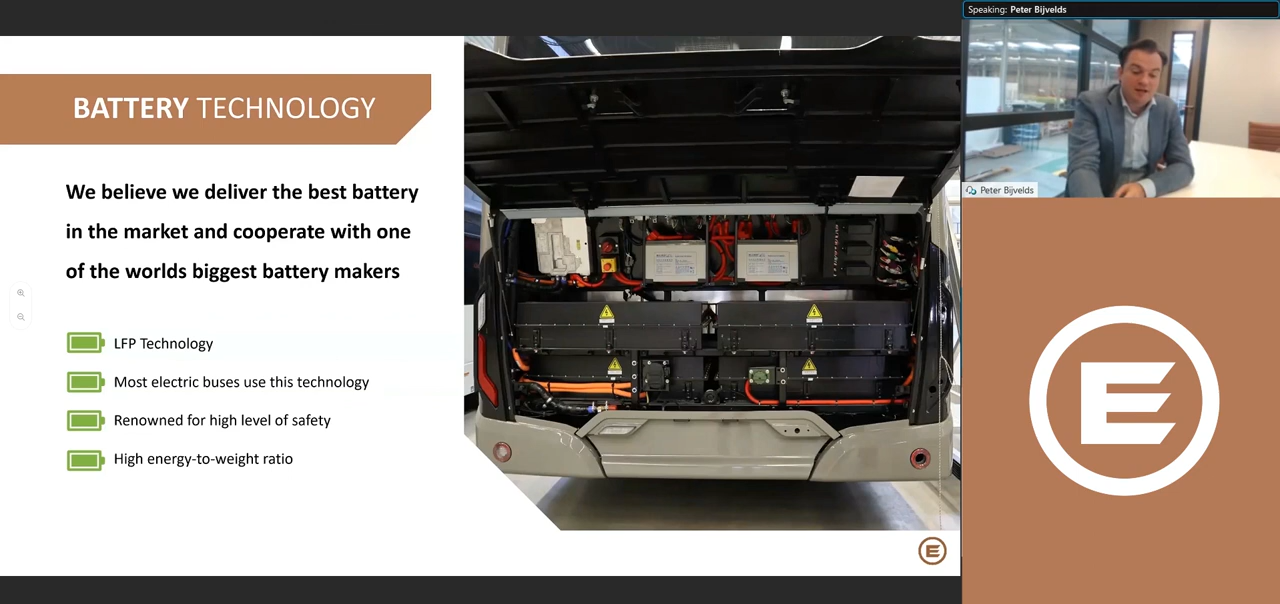 Speaking: Peter Bijvelds
BATTERY TECHNOLOGY
We believe we deliver the best battery
in the market and cooperate with one
of the worlds biggest battery makers
LFP Technology
Most electric buses use this technology
Renowned for high level of safety
High energy-to-weight ratio
Peter Bijvelds
E
E